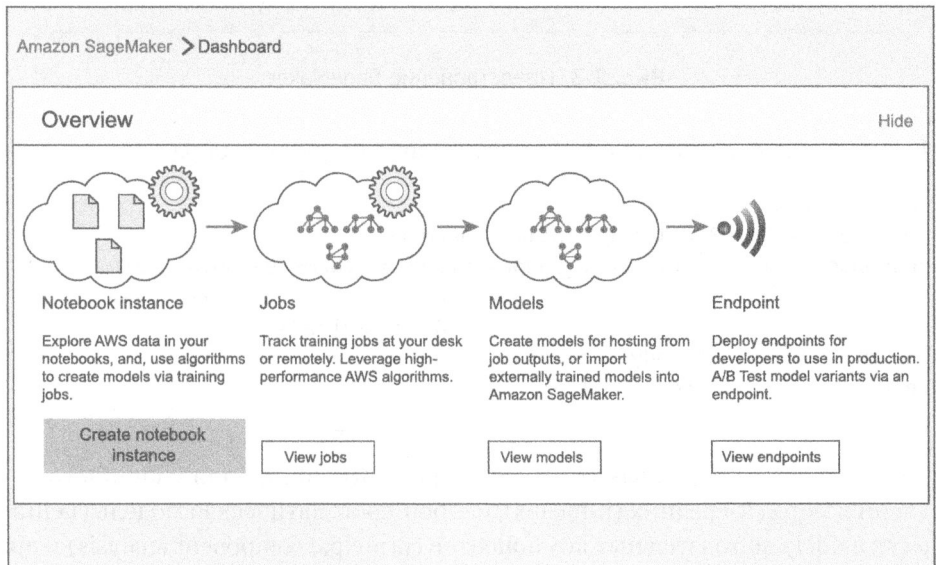 Amazon SageMaker > Dashboard
Overview
Hide
Notebook instance
Explore AWS data in your
notebooks, and, use algorithms
to create models via training
jobs.
Create notebook
instance
Jobs
Track training jobs at your desk
or remotely. Leverage high-
performance AWS algorithms.
View jobs
Models
Create models for hosting from
job outputs, or import
externally trained models into
Amazon SageMaker.
View models
Endpoint
Deploy endpoints for
developers to use in production.
A/B Test model variants via an
endpoint.
View endpoints